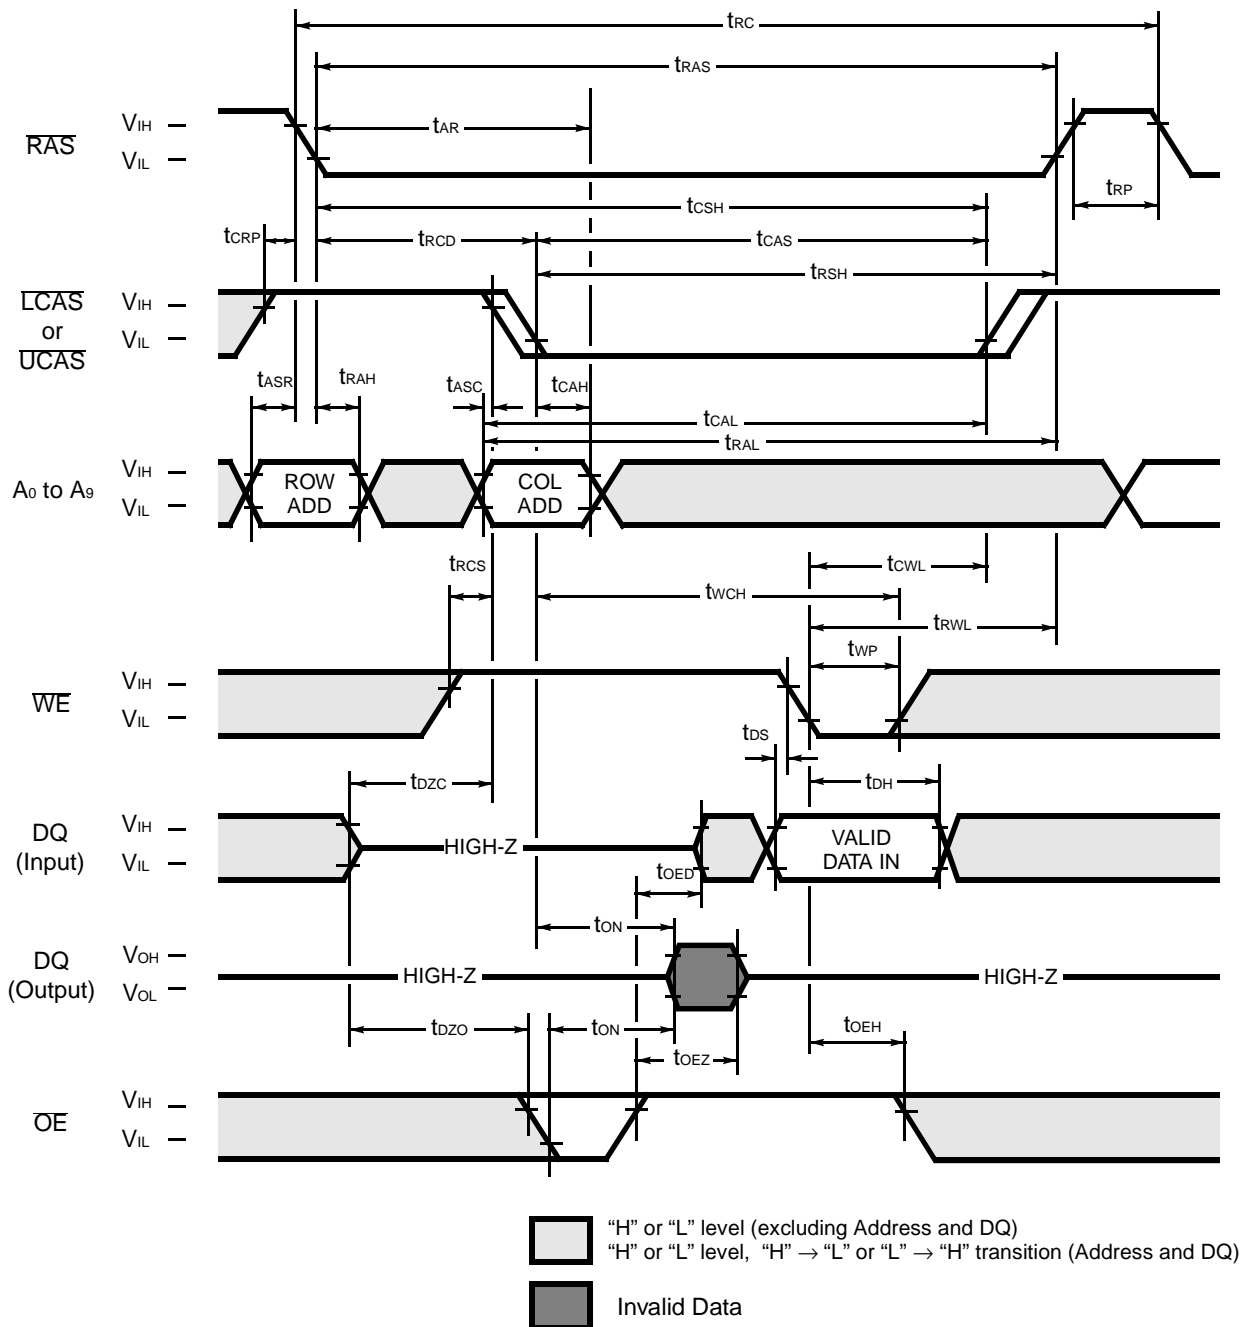 tRC
tRAS
RAS
VIH
VIL
tAR
tRP
tCSH
tCRP
tRCD
tCAS
tRSH
LCAS
or
UCAS
VIH
VIL
tASR
tRAH
tASC
tCAH
tCAL
tRAL
A0 to A9
VIH
VIL
ROW
ADD
COL
ADD
tRCS
tCWL
tWCH
tRWL
tWP
WE
VIH
VIL
tDS
tDZC
tDH
DQ
(Input)
VIH
VIL
HIGH-Z
VALID
DATA IN
tOED
tON
DQ
(Output)
VOH
VOL
HIGH-Z
HIGH-Z
tDZO
tON
tOEZ
tOEH
OE
VIH
VIL
“H” or “L” level (excluding Address and DQ)
“H” or “L” level, “H” → “L” or “L” → “H” transition (Address and DQ)
Invalid Data